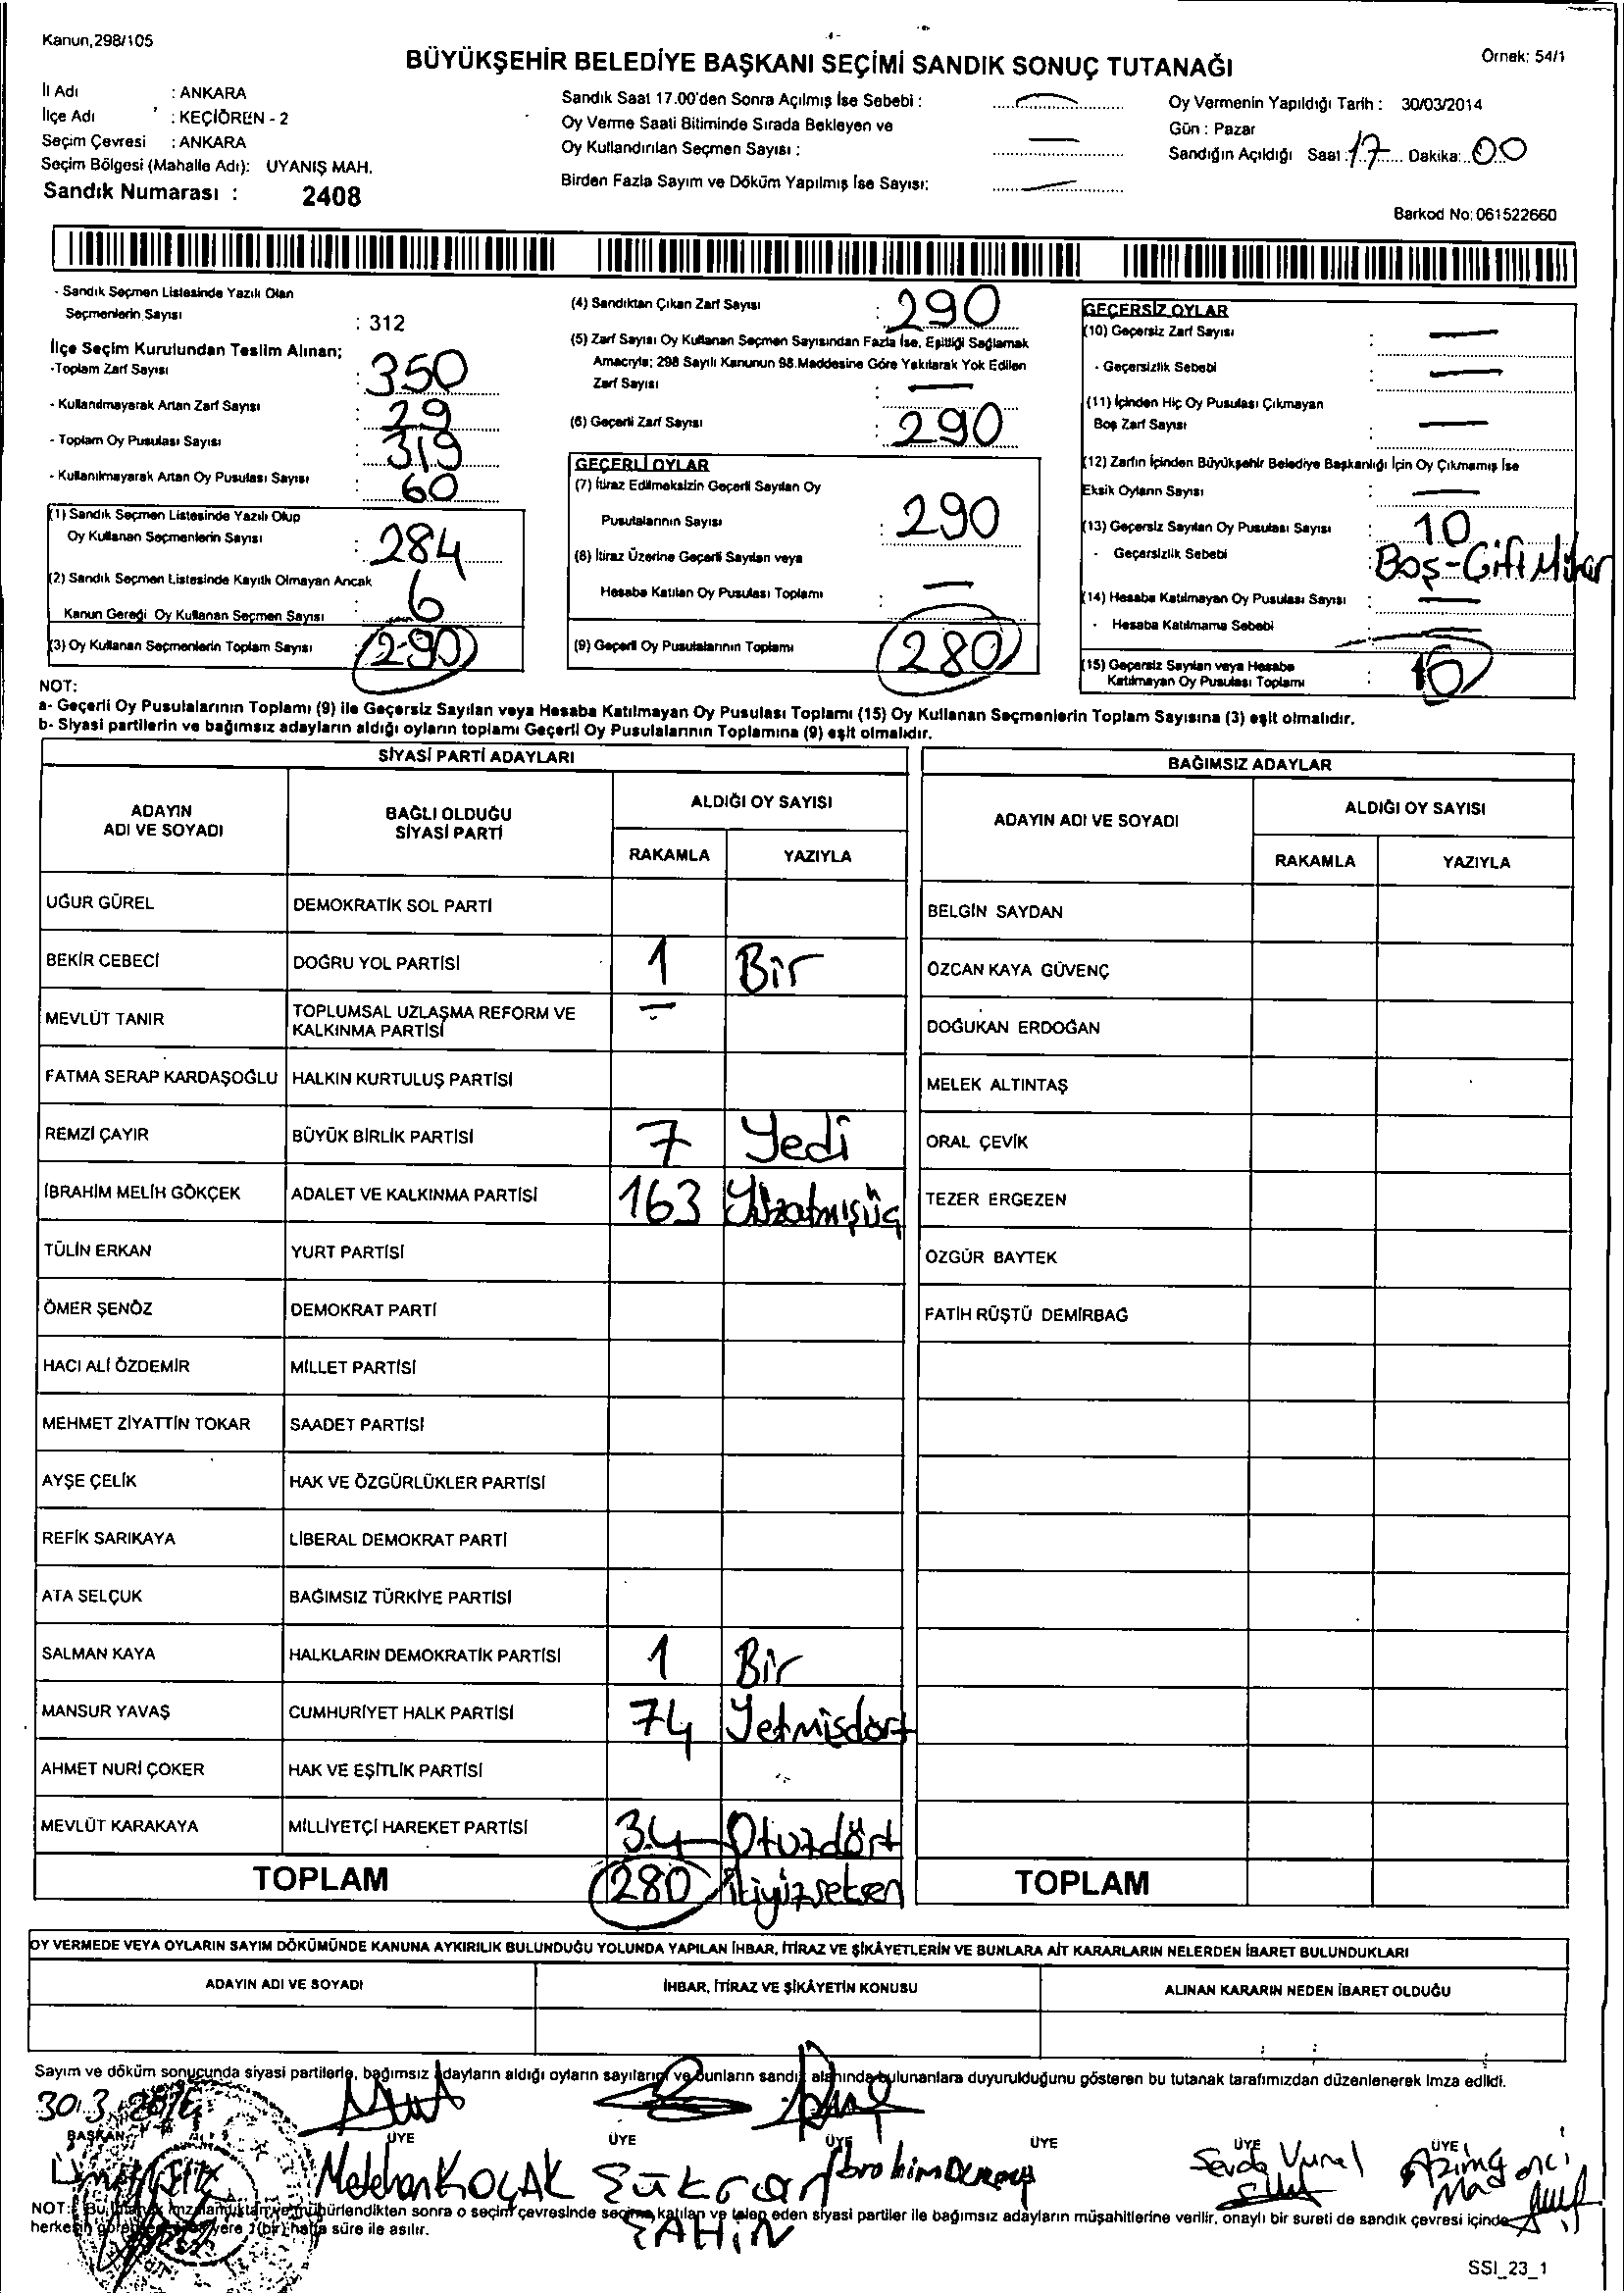 Kanun,298/105
BÜYÜKŞEHİR BELEDİYE BAŞKANI SEÇİMİ SANDIK SONUÇ TUTANAĞI
Örnek: 54/1
İl Adı : ANKARA
İlçe Adı : KEÇİÖREN - 2
Seçim Çevresi : ANKARA
Seçim Bölgesi (Mahalle Adı): UYANIŞ MAH.
Sandık Numarası : 2408
Sandık Saat 17.00'den Sonra Açılmış İse Sebebi :
Oy Verme Saati Bitiminde Sırada Bekleyen ve
Oy Kullandırılan Seçmen Sayısı :
Birden Fazla Sayım ve Döküm Yapılmış İse Sayısı:
Oy Vermenin Yapıldığı Tarih : 30/03/2014
Gün : Pazar
Sandığın Açıldığı Saat : 17 Dakika: 00
Barkod No: 061522660
- Sandık Seçmen Listesinde Yazılı Olan
Seçmenlerin Sayısı : 312
İlçe Seçim Kurulundan Teslim Alınan;
-Toplam Zarf Sayısı : 350
- Kullanılmayarak Artan Zarf Sayısı : 29
- Toplam Oy Pusulası Sayısı : 319
- Kullanılmayarak Artan Oy Pusulası Sayısı : 60
(1) Sandık Seçmen Listesinde Yazılı Olup
Oy Kullanan Seçmenlerin Sayısı : 284
(2) Sandık Seçmen Listesinde Kayıtlı Olmayan Ancak
Kanun Gereği Oy Kullanan Seçmen Sayısı : 6
(3) Oy Kullanan Seçmenlerin Toplam Sayısı : 290
(4) Sandıktan Çıkan Zarf Sayısı : 290
(5) Zarf Sayısı Oy Kullanan Seçmen Sayısından Fazla İse, Eşitliği Sağlamak
Amacıyla; 298 Sayılı Kanunun 98.Maddesine Göre Yakılarak Yok Edilen
Zarf Sayısı : —
(6) Geçerli Zarf Sayısı : 290
GEÇERLİ OYLAR
(7) İtiraz Edilmeksizin Geçerli Sayılan Oy
Pusulalarının Sayısı : 290
(8) İtiraz Üzerine Geçerli Sayılan veya
Hesaba Katılan Oy Pusulası Toplamı : —
(9) Geçerli Oy Pusulalarının Toplamı : 280
GEÇERSİZ OYLAR
(10) Geçersiz Zarf Sayısı : —
- Geçersizlik Sebebi : —
(11) İçinden Hiç Oy Pusulası Çıkmayan
Boş Zarf Sayısı : —
(12) Zarfın İçinden Büyükşehir Belediye Başkanlığı İçin Oy Çıkmamış İse
Eksik Oyların Sayısı : —
(13) Geçersiz Sayılan Oy Pusulası Sayısı : 10
- Geçersizlik Sebebi : Boş-Çift Mühür
(14) Hesaba Katılmayan Oy Pusulası Sayısı : —
- Hesaba Katılmama Sebebi : —
(15) Geçersiz Sayılan veya Hesaba
Katılmayan Oy Pusulası Toplamı : 10
NOT:
a- Geçerli Oy Pusulalarının Toplamı (9) ile Geçersiz Sayılan veya Hesaba Katılmayan Oy Pusulası Toplamı (15) Oy Kullanan Seçmenlerin Toplam Sayısına (3) eşit olmalıdır.
b- Siyasi partilerin ve bağımsız adayların aldığı oyların toplamı Geçerli Oy Pusulalarının Toplamına (9) eşit olmalıdır.
SİYASİ PARTİ ADAYLARI
ADAYIN ADI VE SOYADI BAĞLI OLDUĞU SİYASİ PARTİ ALDIĞI OY SAYISI
RAKAMLA YAZIYLA
UĞUR GÜREL DEMOKRATİK SOL PARTİ
BEKİR CEBECİ DOĞRU YOL PARTİSİ 1 Bir
MEVLÜT TANIR TOPLUMSAL UZLAŞMA REFORM VE KALKINMA PARTİSİ —
FATMA SERAP KARDAŞOĞLU HALKIN KURTULUŞ PARTİSİ
REMZİ ÇAYIR BÜYÜK BİRLİK PARTİSİ 7 Yedi
İBRAHİM MELİH GÖKÇEK ADALET VE KALKINMA PARTİSİ 163 Yüzatmışüç
TÜLİN ERKAN YURT PARTİSİ
ÖMER ŞENÖZ DEMOKRAT PARTİ
HACI ALİ ÖZDEMİR MİLLET PARTİSİ
MEHMET ZİYATTİN TOKAR SAADET PARTİSİ
AYŞE ÇELİK HAK VE ÖZGÜRLÜKLER PARTİSİ
REFİK SARIKAYA LİBERAL DEMOKRAT PARTİ
ATA SELÇUK BAĞIMSIZ TÜRKİYE PARTİSİ
SALMAN KAYA HALKLARIN DEMOKRATİK PARTİSİ 1 Bir
MANSUR YAVAŞ CUMHURİYET HALK PARTİSİ 74 Yetmişdört
AHMET NURİ ÇOKER HAK VE EŞİTLİK PARTİSİ
MEVLÜT KARAKAYA MİLLİYETÇİ HAREKET PARTİSİ 34 Otuzdört
TOPLAM 280 İkiyüzseksen
BAĞIMSIZ ADAYLAR
ADAYIN ADI VE SOYADI ALDIĞI OY SAYISI
RAKAMLA YAZIYLA
BELGİN SAYDAN
ÖZCAN KAYA GÜVENÇ
DOĞUKAN ERDOĞAN
MELEK ALTINTAŞ
ORAL ÇEVİK
TEZER ERGEZEN
ÖZGÜR BAYTEK
FATİH RÜŞTÜ DEMİRBAĞ
TOPLAM
OY VERMEDE VEYA OYLARIN SAYIM DÖKÜMÜNDE KANUNA AYKIRILIK BULUNDUĞU YOLUNDA YAPILAN İHBAR, İTİRAZ VE ŞİKÂYETLERİN VE BUNLARA AİT KARARLARIN NELERDEN İBARET BULUNDUKLARI
ADAYIN ADI VE SOYADI İHBAR, İTİRAZ VE ŞİKÂYETİN KONUSU ALINAN KARARIN NEDEN İBARET OLDUĞU
Sayım ve döküm sonucunda siyasi partilerle, bağımsız adayların aldığı oyların sayılarını ve bunların sandık alanında bulunanlara duyurulduğunu gösteren bu tutanak tarafımızdan düzenlenerek imza edildi.
30.3.2014
BAŞKAN ÜYE ÜYE ÜYE ÜYE ÜYE ÜYE
KOÇAK Şükran İbrahim Sevda Vural
ŞAHİN
NOT: Bu tutanak imzalandıktan ve mühürlendikten sonra o seçim çevresinde seçime katılan ve talep eden siyasi partiler ile bağımsız adayların müşahitlerine verilir, onaylı bir sureti de sandık çevresi içinde
herkesin göreceği bir yere 1 (bir) hafta süre ile asılır.
SSI_23_1